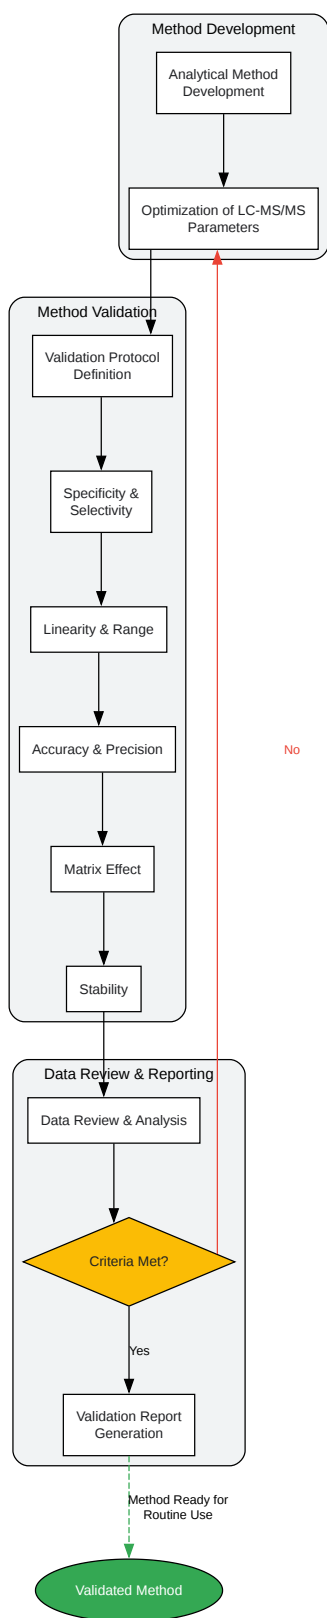 Method Development
Analytical Method
Development
Optimization of LC-MS/MS
Parameters
Method Validation
Validation Protocol
Definition
Specificity &
Selectivity
Linearity & Range
Accuracy & Precision
No
Matrix Effect
Stability
Data Review & Reporting
Data Review & Analysis
Criteria Met?
Yes
Validation Report
Generation
Method Ready for
Routine Use
Validated Method